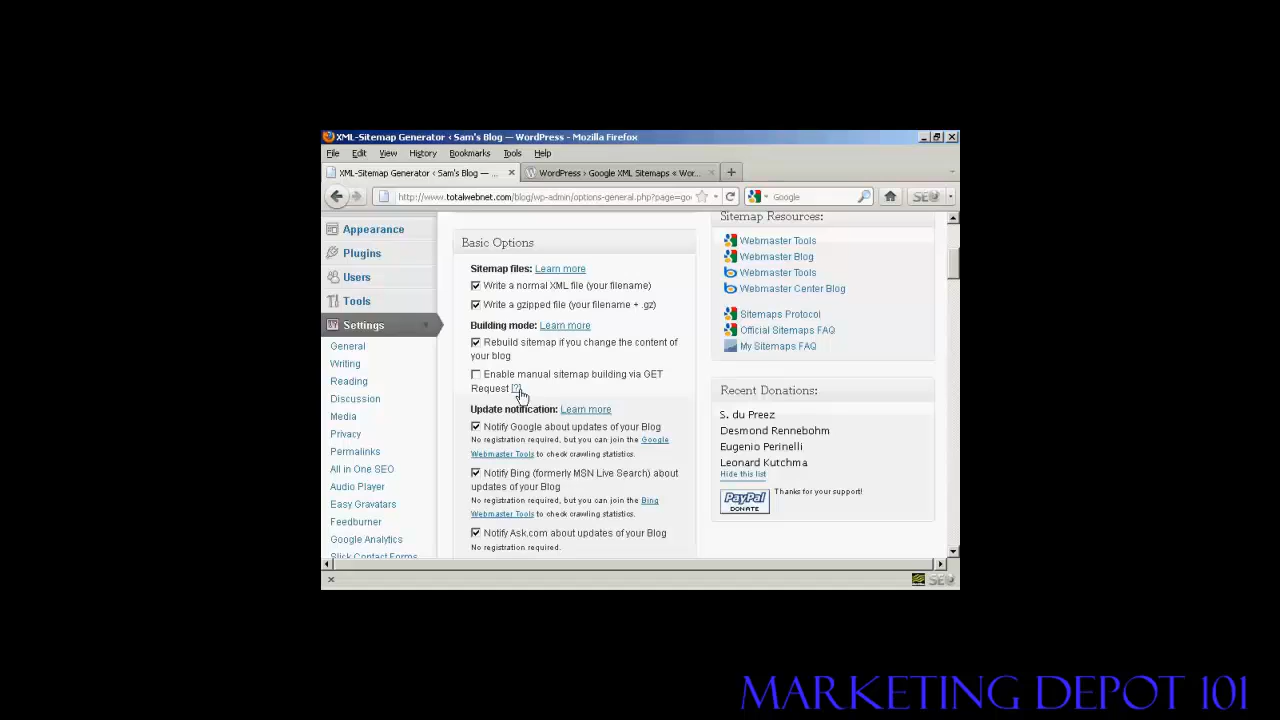 XML-Sitemap Generator ‹ Sam's Blog — WordPress - Mozilla Firefox
File Edit View History Bookmarks Tools Help
XML-Sitemap Generator ‹ Sam's Blog — ...
WordPress › Google XML Sitemaps « Wor...
http://www.totalwebnet.com/blog/wp-admin/options-general.php?page=go
Google
SEO
Appearance
Plugins
Users
Tools
Settings
General
Writing
Reading
Discussion
Media
Privacy
Permalinks
All in One SEO
Audio Player
Easy Gravatars
Feedburner
Google Analytics
Slick Contact Forms
Basic Options
Sitemap files: Learn more
Write a normal XML file (your filename)
Write a gzipped file (your filename + .gz)
Building mode: Learn more
Rebuild sitemap if you change the content of
your blog
Enable manual sitemap building via GET
Request [?]
Update notification: Learn more
Notify Google about updates of your Blog
No registration required, but you can join the Google
Webmaster Tools to check crawling statistics.
Notify Bing (formerly MSN Live Search) about
updates of your Blog
No registration required, but you can join the Bing
Webmaster Tools to check crawling statistics.
Notify Ask.com about updates of your Blog
No registration required.
Sitemap Resources:
Webmaster Tools
Webmaster Blog
Webmaster Tools
Webmaster Center Blog
Sitemaps Protocol
Official Sitemaps FAQ
My Sitemaps FAQ
Recent Donations:
S. du Preez
Desmond Rennebohm
Eugenio Perinelli
Leonard Kutchma
Hide this list
PayPal
DONATE
Thanks for your support!
SEO
MARKETING DEPOT 101